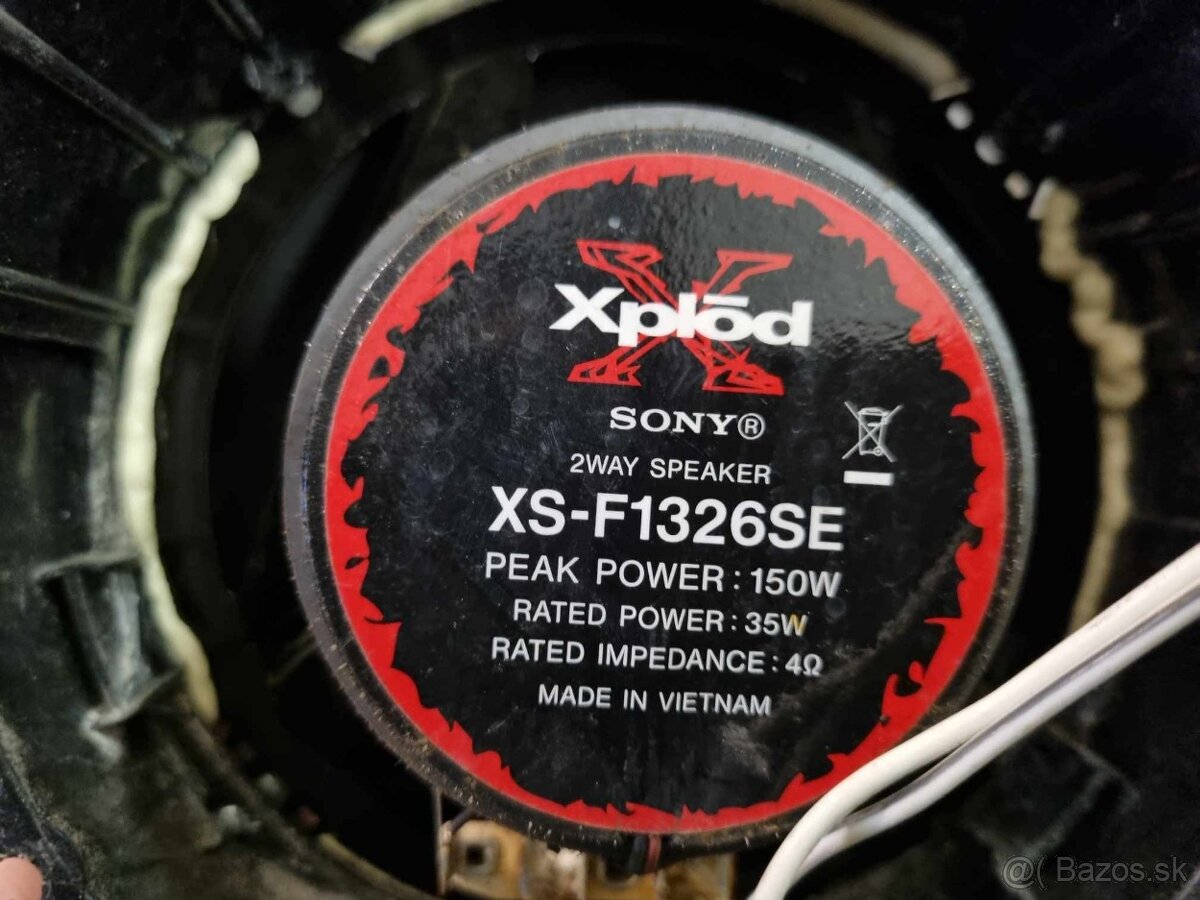 Xplōd
SONY®
2WAY SPEAKER
XS-F1326SE
PEAK POWER : 150W
RATED POWER : 35W
RATED IMPEDANCE : 4Ω
MADE IN VIETNAM
@( Bazos.sk